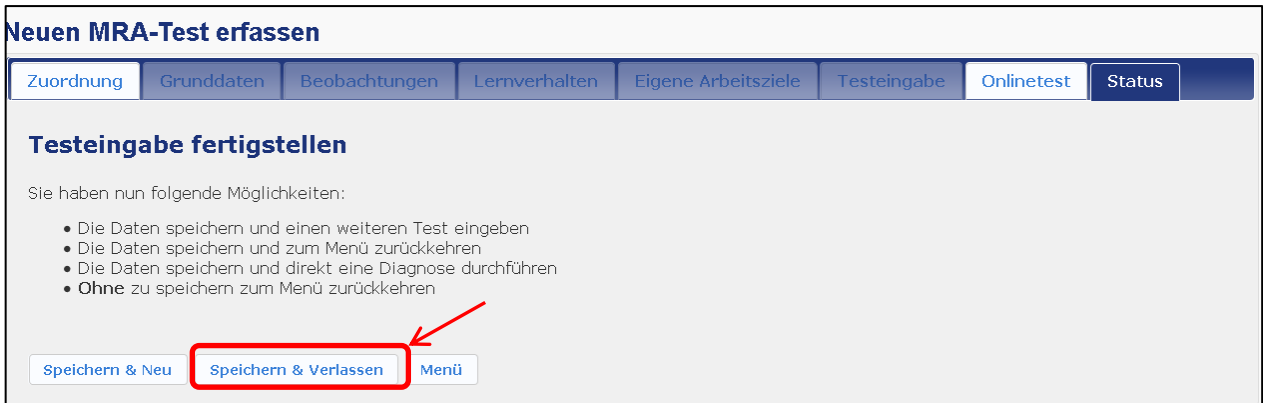 Neuen MRA-Test erfassen
Zuordnung Grunddaten Beobachtungen Lernverhalten Eigene Arbeitsziele Testeingabe Onlinetest Status
Testeingabe fertigstellen
Sie haben nun folgende Möglichkeiten:
• Die Daten speichern und einen weiteren Test eingeben
• Die Daten speichern und zum Menü zurückkehren
• Die Daten speichern und direkt eine Diagnose durchführen
• Ohne zu speichern zum Menü zurückkehren
Speichern & Neu Speichern & Verlassen Menü